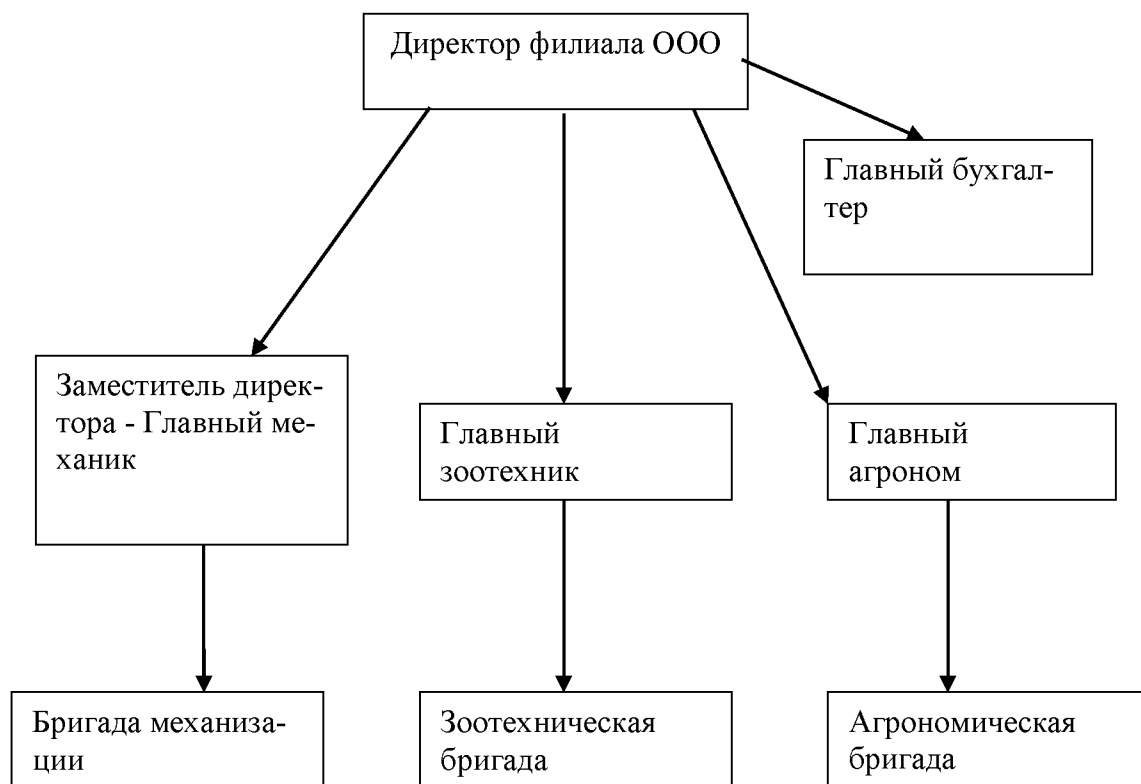 Директор филиала ООО
Главный бухгал-
тер
Заместитель дирек-
тора - Главный ме-
ханик
Главный
зоотехник
Главный
агроном
Бригада механиза-
ции
Зоотехническая
бригада
Агрономическая
бригада